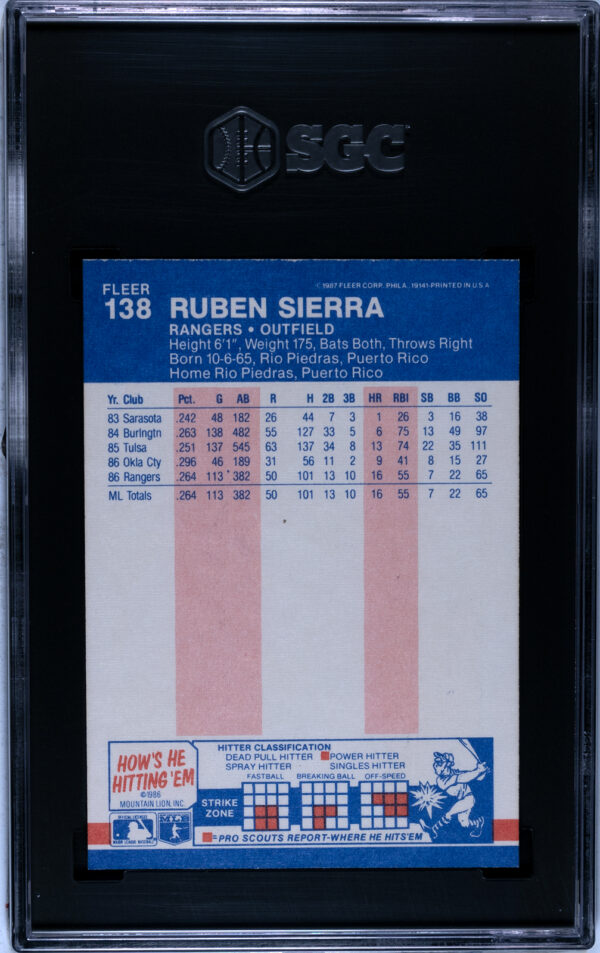 SGC
FLEER
© 1987 FLEER CORP. PHILA. 19141-PRINTED IN U.S.A.
138 RUBEN SIERRA
RANGERS • OUTFIELD
Height 6'1", Weight 175, Bats Both, Throws Right
Born 10-6-65, Rio Piedras, Puerto Rico
Home Rio Piedras, Puerto Rico
Yr. Club Pct. G AB R H 2B 3B HR RBI SB BB SO
83 Sarasota .242 48 182 26 44 7 3 1 26 3 16 38
84 Burlngtn .263 138 482 55 127 33 5 6 75 13 49 97
85 Tulsa .251 137 545 63 137 34 8 13 74 22 35 111
86 Okla Cty .296 46 189 31 56 11 2 9 41 8 15 27
86 Rangers .264 113 382 50 101 13 10 16 55 7 22 65
ML Totals .264 113 382 50 101 13 10 16 55 7 22 65
HOW'S HE
HITTING 'EM
©1986
MOUNTAIN LION, INC.
HITTER CLASSIFICATION
DEAD PULL HITTER POWER HITTER
SPRAY HITTER SINGLES HITTER
FASTBALL BREAKING BALL OFF-SPEED
STRIKE
ZONE
=PRO SCOUTS REPORT-WHERE HE HITS'EM
OFFICIAL LICENSEE
MAJOR LEAGUE BASEBALL